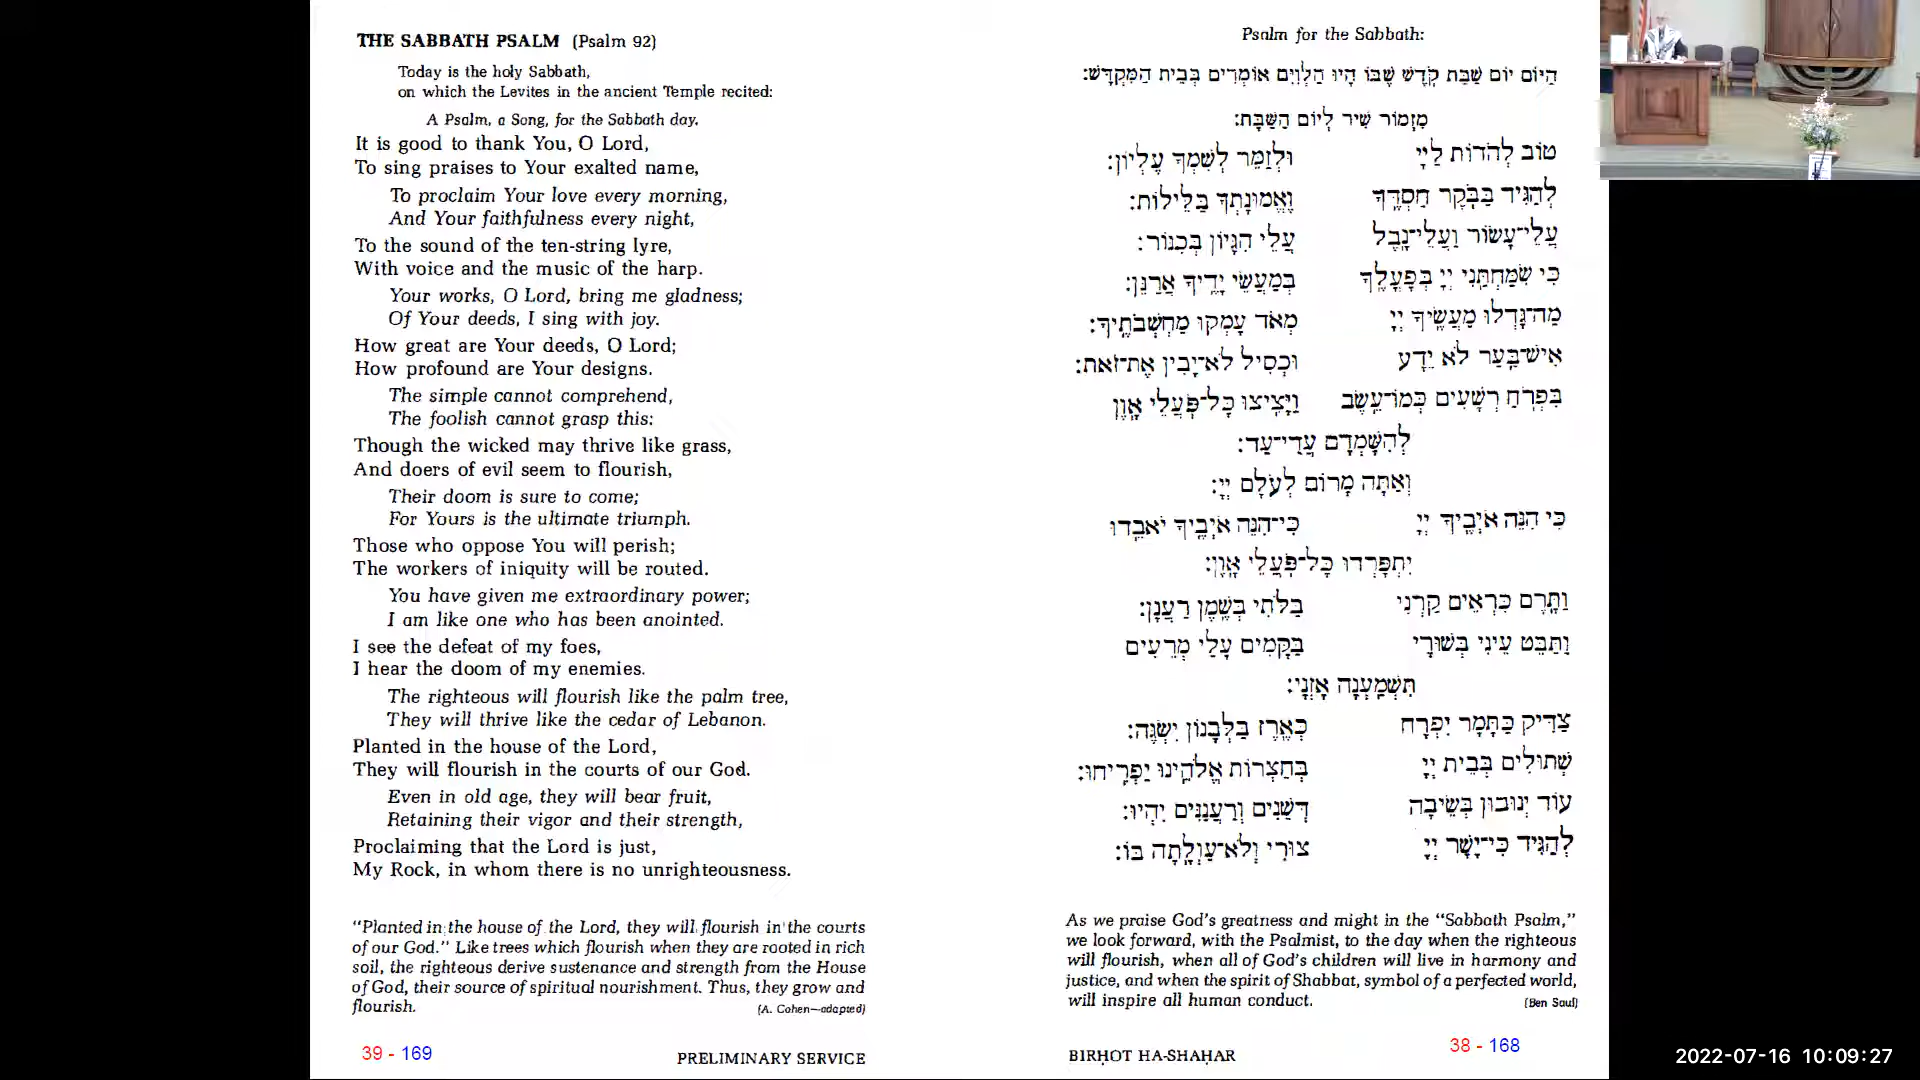 THE SABBATH PSALM (Psalm 92)
Today is the holy Sabbath,
on which the Levites in the ancient Temple recited:
A Psalm, a Song, for the Sabbath day.
It is good to thank You, O Lord,
To sing praises to Your exalted name,
To proclaim Your love every morning,
And Your faithfulness every night,
To the sound of the ten-string lyre,
With voice and the music of the harp.
Your works, O Lord, bring me gladness;
Of Your deeds, I sing with joy.
How great are Your deeds, O Lord;
How profound are Your designs.
The simple cannot comprehend,
The foolish cannot grasp this:
Though the wicked may thrive like grass,
And doers of evil seem to flourish,
Their doom is sure to come;
For Yours is the ultimate triumph.
Those who oppose You will perish;
The workers of iniquity will be routed.
You have given me extraordinary power;
I am like one who has been anointed.
I see the defeat of my foes,
I hear the doom of my enemies.
The righteous will flourish like the palm tree,
They will thrive like the cedar of Lebanon.
Planted in the house of the Lord,
They will flourish in the courts of our God.
Even in old age, they will bear fruit,
Retaining their vigor and their strength,
Proclaiming that the Lord is just,
My Rock, in whom there is no unrighteousness.
"Planted in the house of the Lord, they will flourish in the courts
of our God." Like trees which flourish when they are rooted in rich
soil, the righteous derive sustenance and strength from the House
of God, their source of spiritual nourishment. Thus, they grow and
flourish. (A. Cohen—adapted)
39 - 169 PRELIMINARY SERVICE
Psalm for the Sabbath:
הַיּוֹם יוֹם שַׁבַּת קֹֽדֶשׁ שֶׁבּוֹ הָיוּ הַלְוִיִּם אוֹמְרִים בְּבֵית הַמִּקְדָּשׁ:
מִזְמוֹר שִׁיר לְיוֹם הַשַּׁבָּת:
טוֹב לְהֹדוֹת לַייָ וּלְזַמֵּר לְשִׁמְךָ עֶלְיוֹן:
לְהַגִּיד בַּבֹּֽקֶר חַסְדֶּֽךָ וֶאֱמוּנָתְךָ בַּלֵּילוֹת:
עֲלֵי־עָשׂוֹר וַעֲלֵי־נָֽבֶל עֲלֵי הִגָּיוֹן בְּכִנּוֹר:
כִּי שִׂמַּחְתַּֽנִי יְיָ בְּפָעֳלֶֽךָ בְּמַעֲשֵׂי יָדֶֽיךָ אֲרַנֵּן:
מַה־גָּדְלוּ מַעֲשֶֽׂיךָ יְיָ מְאֹד עָמְקוּ מַחְשְׁבֹתֶֽיךָ:
אִישׁ־בַּֽעַר לֹא יֵדָע וּכְסִיל לֹא־יָבִין אֶת־זֹאת:
בִּפְרֹֽחַ רְשָׁעִים כְּמוֹ־עֵֽשֶׂב וַיָּצִֽיצוּ כָּל־פֹּֽעֲלֵי אָֽוֶן
לְהִשָּׁמְדָם עֲדֵי־עַד:
וְאַתָּה מָרוֹם לְעֹלָם יְיָ:
כִּי הִנֵּה אֹיְבֶֽיךָ יְיָ כִּי־הִנֵּה אֹיְבֶֽיךָ יֹאבֵֽדוּ
יִתְפָּרְדוּ כָּל־פֹּֽעֲלֵי אָֽוֶן:
וַתָּֽרֶם כִּרְאֵים קַרְנִי בַּלֹּתִי בְּשֶֽׁמֶן רַעֲנָן:
וַתַּבֵּט עֵינִי בְּשׁוּרָי בַּקָּמִים עָלַי מְרֵעִים
תִּשְׁמַֽעְנָה אָזְנָי:
צַדִּיק כַּתָּמָר יִפְרָח כְּאֶֽרֶז בַּלְּבָנוֹן יִשְׂגֶּה:
שְׁתוּלִים בְּבֵית יְיָ בְּחַצְרוֹת אֱלֹהֵֽינוּ יַפְרִֽיחוּ:
עוֹד יְנוּבוּן בְּשֵׂיבָה דְּשֵׁנִים וְרַעֲנַנִּים יִהְיוּ:
לְהַגִּיד כִּי־יָשָׁר יְיָ צוּרִי וְלֹא־עַוְלָֽתָה בּוֹ:
As we praise God's greatness and might in the "Sabbath Psalm,"
we look forward, with the Psalmist, to the day when the righteous
will flourish, when all of God's children will live in harmony and
justice, and when the spirit of Shabbat, symbol of a perfected world,
will inspire all human conduct. (Ben Saul)
BIRḤOT HA-SHAḤAR 38 - 168
2022-07-16 10:09:27